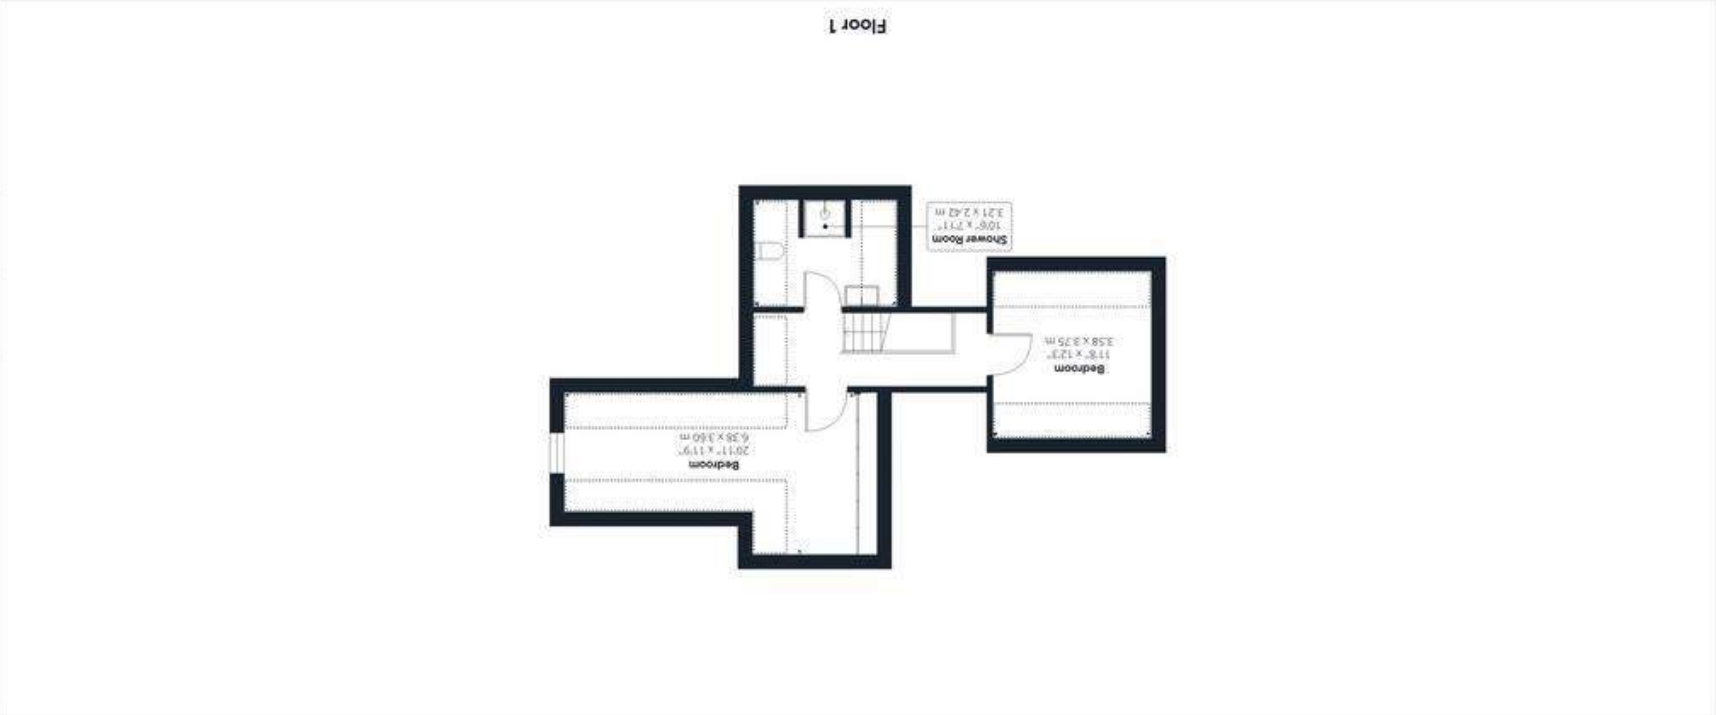 Bedroom
20'11" x 11'9"
6.38 x 3.60 m
Bedroom
11'8" x 12'3"
3.58 x 3.75 m
Shower Room
10'6" x 7'11"
3.21 x 2.42 m
Floor 1